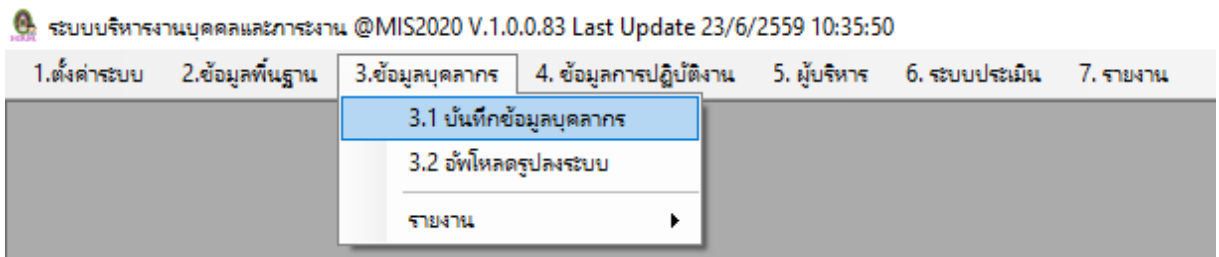 ระบบบริหารงานบุคคลและภาระงาน @MIS2020 V.1.0.0.83 Last Update 23/6/2559 10:35:50
1.ตั้งค่าระบบ 2.ข้อมูลพื้นฐาน 3.ข้อมูลบุคลากร 4. ข้อมูลการปฏิบัติงาน 5. ผู้บริหาร 6. ระบบประเมิน 7. รายงาน
3.1 บันทึกข้อมูลบุคลากร
3.2 อัพโหลดรูปลงระบบ
รายงาน